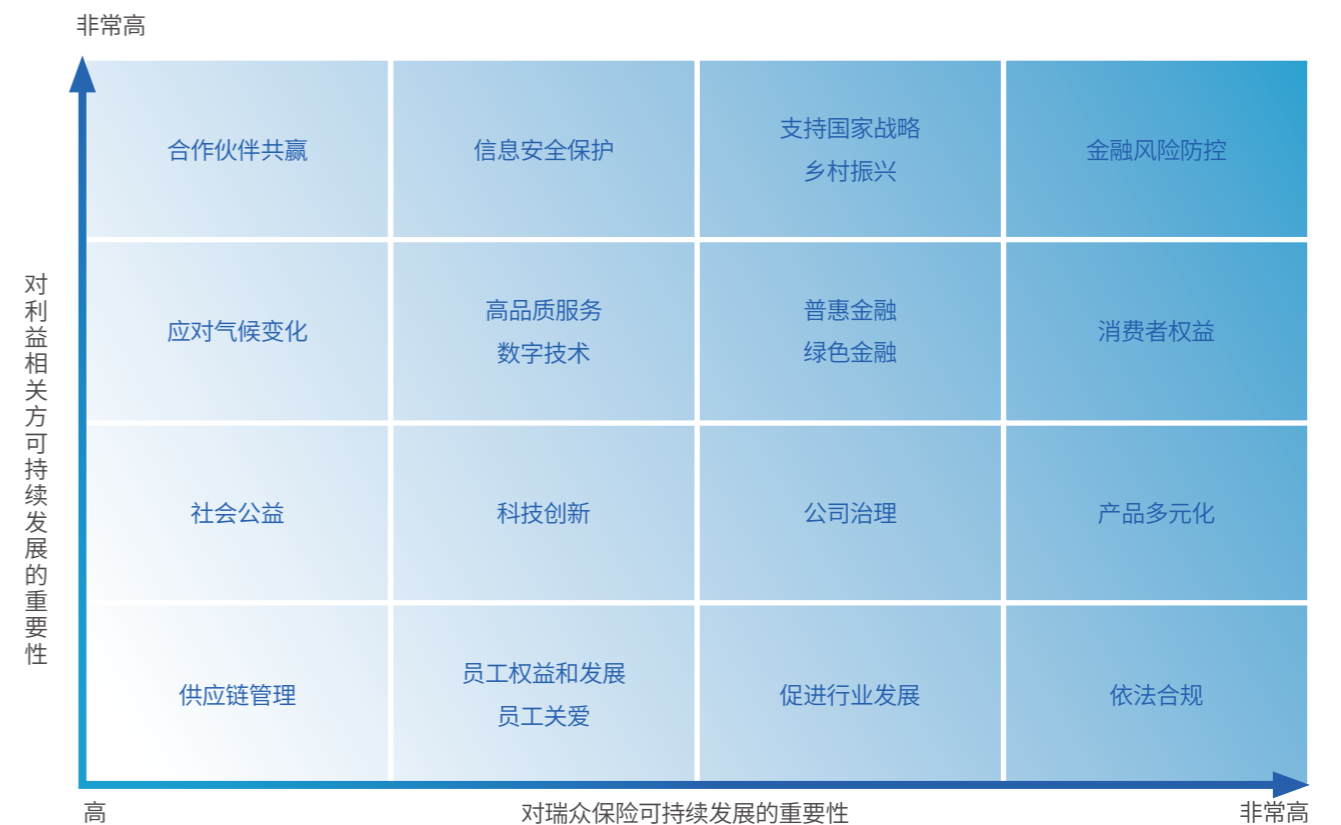 非常高
合作伙伴共赢
信息安全保护
支持国家战略
乡村振兴
金融风险防控
应对气候变化
高品质服务
数字技术
普惠金融
绿色金融
消费者权益
社会公益
科技创新
公司治理
产品多元化
供应链管理
员工权益和发展
员工关爱
促进行业发展
依法合规
对利益相关方可持续发展的重要性
高
对瑞众保险可持续发展的重要性
非常高